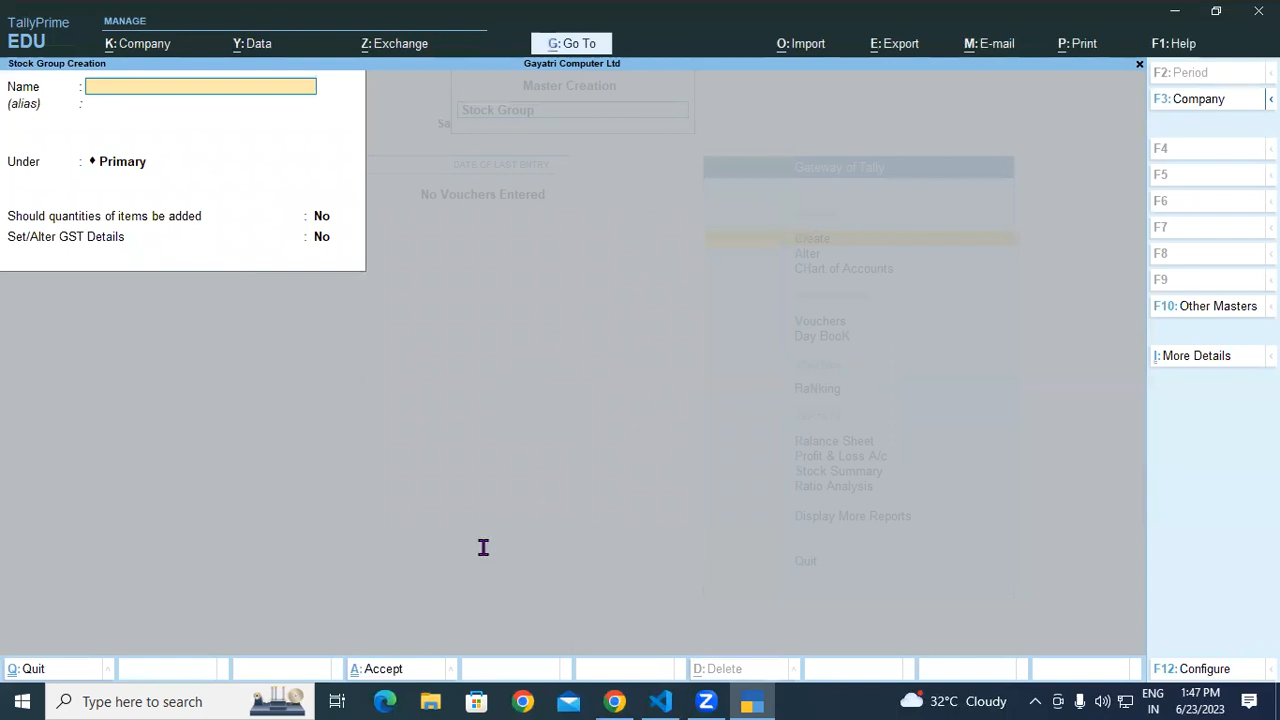 TallyPrime
EDU
MANAGE
K: Company
Y: Data
Z: Exchange
G: Go To
O: Import
E: Export
M: E-mail
P: Print
F1: Help
Stock Group Creation
Gayatri Computer Ltd
×
Name :
(alias) :
Under : ♦ Primary
Should quantities of items be added : No
Set/Alter GST Details : No
Master Creation
Stock Group
Sa
DATE OF LAST ENTRY
No Vouchers Entered
Gateway of Tally
Create
Alter
CHart of Accounts
Vouchers
Day BooK
RaNking
Balance Sheet
Profit & Loss A/c
Stock Summary
Ratio Analysis
Display More Reports
Quit
F2: Period
F3: Company
F4
F5
F6
F7
F8
F9
F10: Other Masters
I: More Details
F12: Configure
Q: Quit
A: Accept
D: Delete
Type here to search
32°C Cloudy
ENG
IN
1:47 PM
6/23/2023